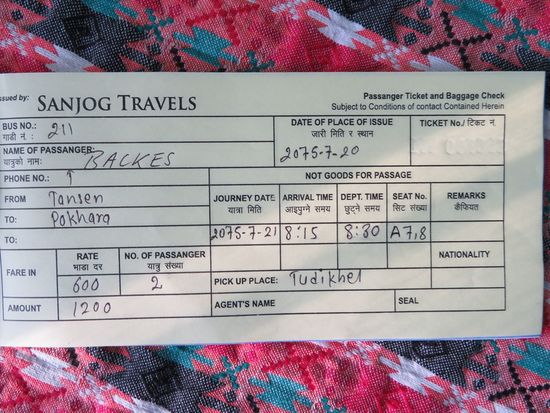 ssued by: SANJOG TRAVELS
Passanger Ticket and Baggage Check
Subject to Conditions of contact Contained Herein
BUS NO.: 211
गाडी नं :
DATE OF PLACE OF ISSUE
जारी मिति र स्थान
2075-7-20
TICKET No./ टिकट नं.
NAME OF PASSANGER:
यात्रुको नाम: BACKES
PHONE NO.:
NOT GOODS FOR PASSAGE
FROM Tansen
TO: Pokhara
TO:
JOURNEY DATE
यात्रा मिति
ARRIVAL TIME
आइपुग्ने समय
DEPT. TIME
छुट्ने समय
SEAT No.
सिट संख्या
REMARKS
कैफियत
2075-7-21 8:15 8:30 A7,8
NATIONALITY
FARE IN
RATE
भाडा दर
600
NO. OF PASSANGER
यात्रु संख्या
2
PICK UP PLACE: Tudikhel
AMOUNT 1200
AGENT'S NAME
SEAL